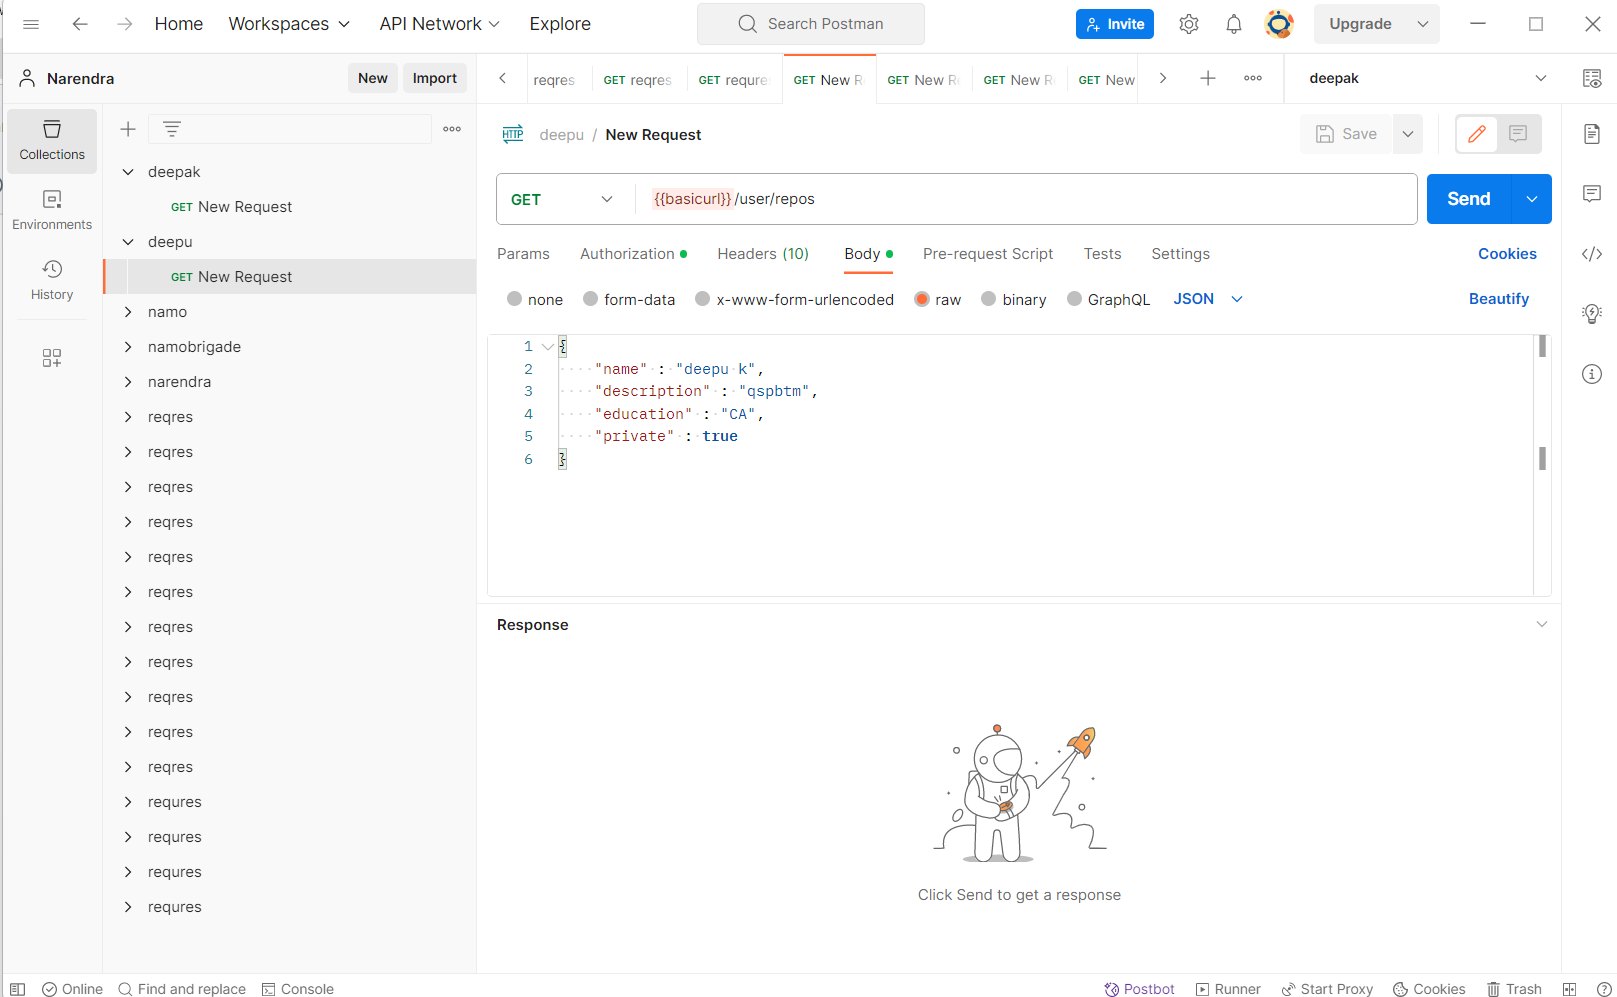 Home Workspaces API Network Explore Search Postman Invite Upgrade
Narendra New Import
reqres GET reqres GET requre GET New R GET New R GET New R GET New deepak
Collections
Environments
History
deepak
GET New Request
deepu
GET New Request
namo
namobrigade
narendra
reqres
reqres
reqres
reqres
reqres
reqres
reqres
reqres
reqres
reqres
reqres
requres
requres
requres
requres
HTTP deepu / New Request Save
GET {{basicurl}}/user/repos Send
Params Authorization Headers (10) Body Pre-request Script Tests Settings Cookies
none form-data x-www-form-urlencoded raw binary GraphQL JSON Beautify
1 {
2 "name" : "deepu k",
3 "description" : "qspbtm",
4 "education" : "CA",
5 "private" : true
6 }
Response
Click Send to get a response
Online Find and replace Console Postbot Runner Start Proxy Cookies Trash